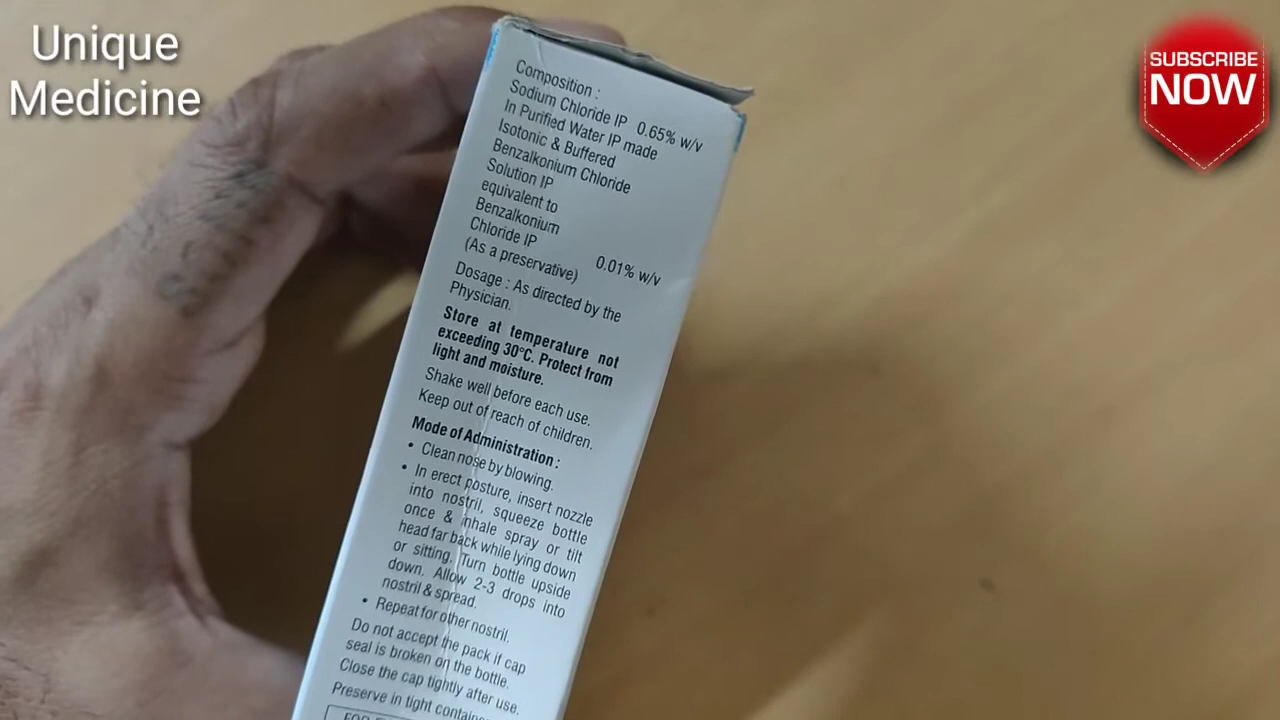 Unique
Medicine
SUBSCRIBE
NOW
Composition :
Sodium Chloride IP 0.65% w/v
In Purified Water IP made
Isotonic & Buffered
Benzalkonium Chloride
Solution IP
equivalent to
Benzalkonium
Chloride IP
(As a preservative) 0.01% w/v
Dosage : As directed by the
Physician.
Store at temperature not
exceeding 30°C. Protect from
light and moisture.
Shake well before each use.
Keep out of reach of children.
Mode of Administration :
• Clean nose by blowing.
• In erect posture, insert nozzle
into nostril, squeeze bottle
once & inhale spray or tilt
head far back while lying down
or sitting. Turn bottle upside
down. Allow 2-3 drops into
nostril & spread.
• Repeat for other nostril.
Do not accept the pack if cap
seal is broken on the bottle.
Close the cap tightly after use.
Preserve in tight